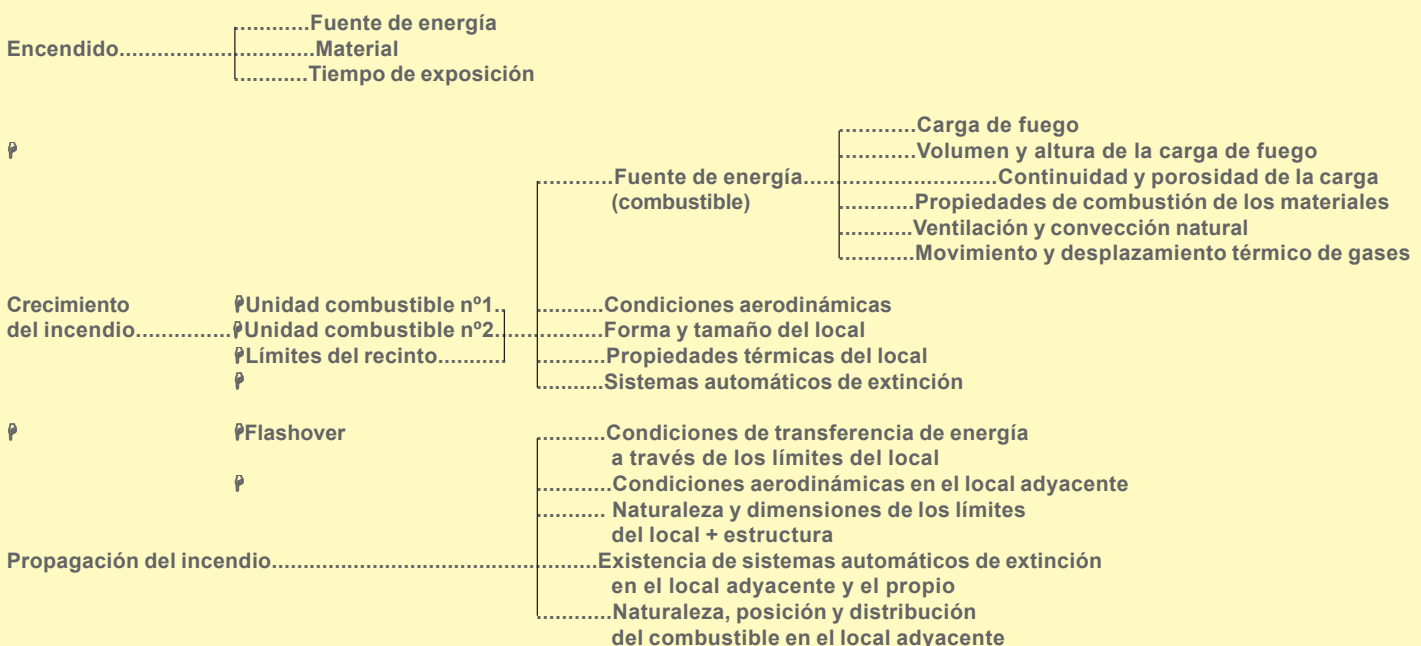 ............Fuente de energía
Encendido...............................Material
............Tiempo de exposición
............Carga de fuego
............Volumen y altura de la carga de fuego
............Fuente de energía...............................Continuidad y porosidad de la carga
(combustible)
............Propiedades de combustión de los materiales
............Ventilación y convección natural
............Movimiento y desplazamiento térmico de gases
Crecimiento
Unidad combustible nº1..
...........Condiciones aerodinámicas
del incendio................Unidad combustible nº2.................Forma y tamaño del local
Límites del recinto...........
...........Propiedades térmicas del local
...........Sistemas automáticos de extinción
Flashover
...........Condiciones de transferencia de energía
a través de los límites del local
............Condiciones aerodinámicas en el local adyacente
........... Naturaleza y dimensiones de los límites
del local + estructura
Propagación del incendio....................................................Existencia de sistemas automáticos de extinción
en el local adyacente y el propio
............Naturaleza, posición y distribución
del combustible en el local adyacente